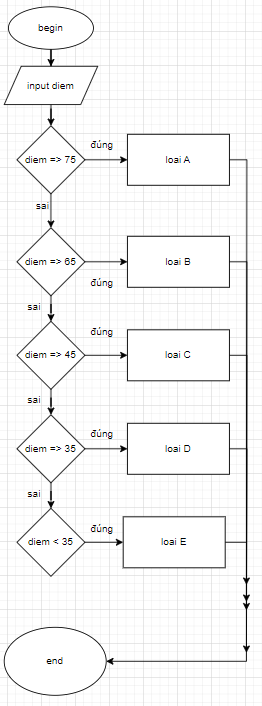 begin
input diem
diem => 75
đúng
loai A
sai
diem => 65
đúng
loai B
sai
diem => 45
đúng
loai C
sai
diem => 35
đúng
loai D
sai
diem < 35
đúng
loai E
end